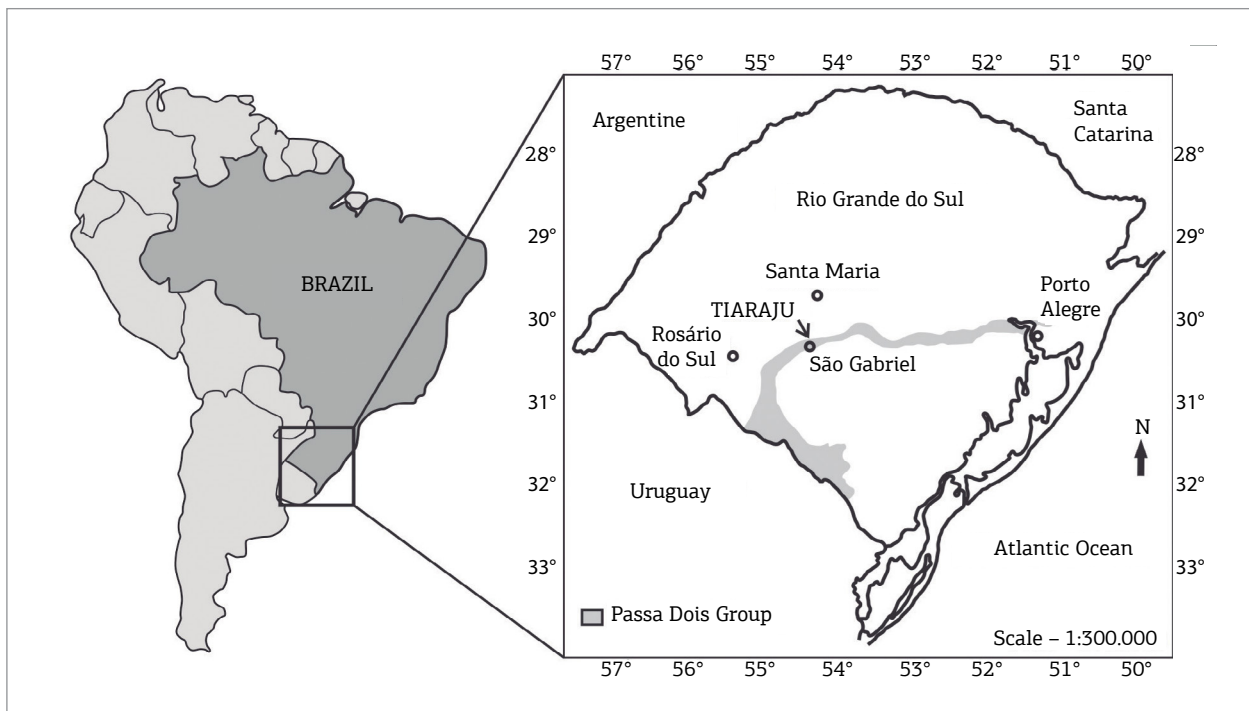 57° 56° 55° 54° 53° 52° 51° 50°
Argentine
Santa
Catarina
28°
28°
Rio Grande do Sul
29°
29°
BRAZIL
Santa Maria
Porto
Alegre
TIARAJU
30°
30°
Rosário
do Sul
São Gabriel
31°
31°
N
Uruguay
32°
32°
Atlantic Ocean
33°
33°
Passa Dois Group
Scale – 1:300.000
57° 56° 55° 54° 53° 52° 51° 50°